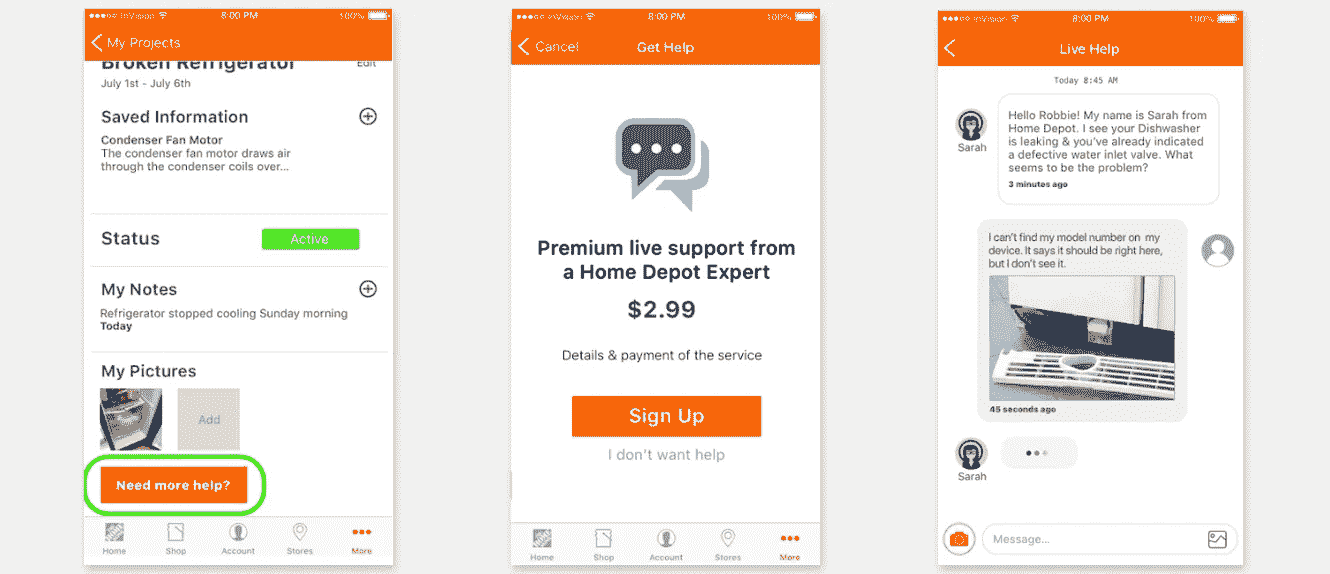 ●●●○○ InVision 8:00 PM 100%
My Projects
Broken Refrigerator Edit
July 1st - July 6th
Saved Information
Condenser Fan Motor
The condenser fan motor draws air
through the condenser coils over...
Status Active
My Notes
Refrigerator stopped cooling Sunday morning
Today
My Pictures
Add
Need more help?
Home Shop Account Stores More
●●●○○ InVision 8:00 PM 100%
Cancel Get Help
Premium live support from
a Home Depot Expert
$2.99
Details & payment of the service
Sign Up
I don't want help
Home Shop Account Stores More
●●●○○ InVision 8:00 PM 100%
Live Help
Today 8:45 AM
Hello Robbie! My name is Sarah from
Home Depot. I see your Dishwasher
is leaking & you've already indicated
a defective water inlet valve. What
seems to be the problem?
3 minutes ago
Sarah
I can't find my model number on my
device. It says it should be right here,
but I don't see it.
45 seconds ago
Sarah
Message...